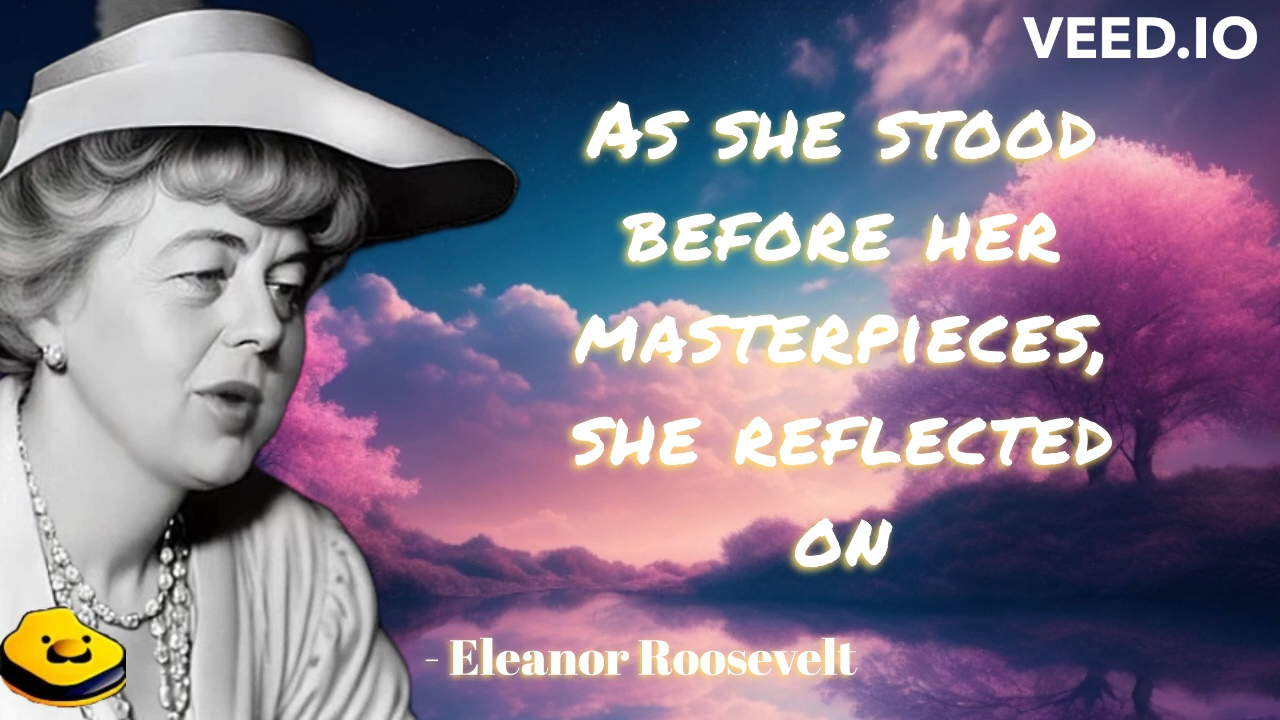 VEED.IO
As she stood
before her
masterpieces,
she reflected
on
- Eleanor Roosevelt